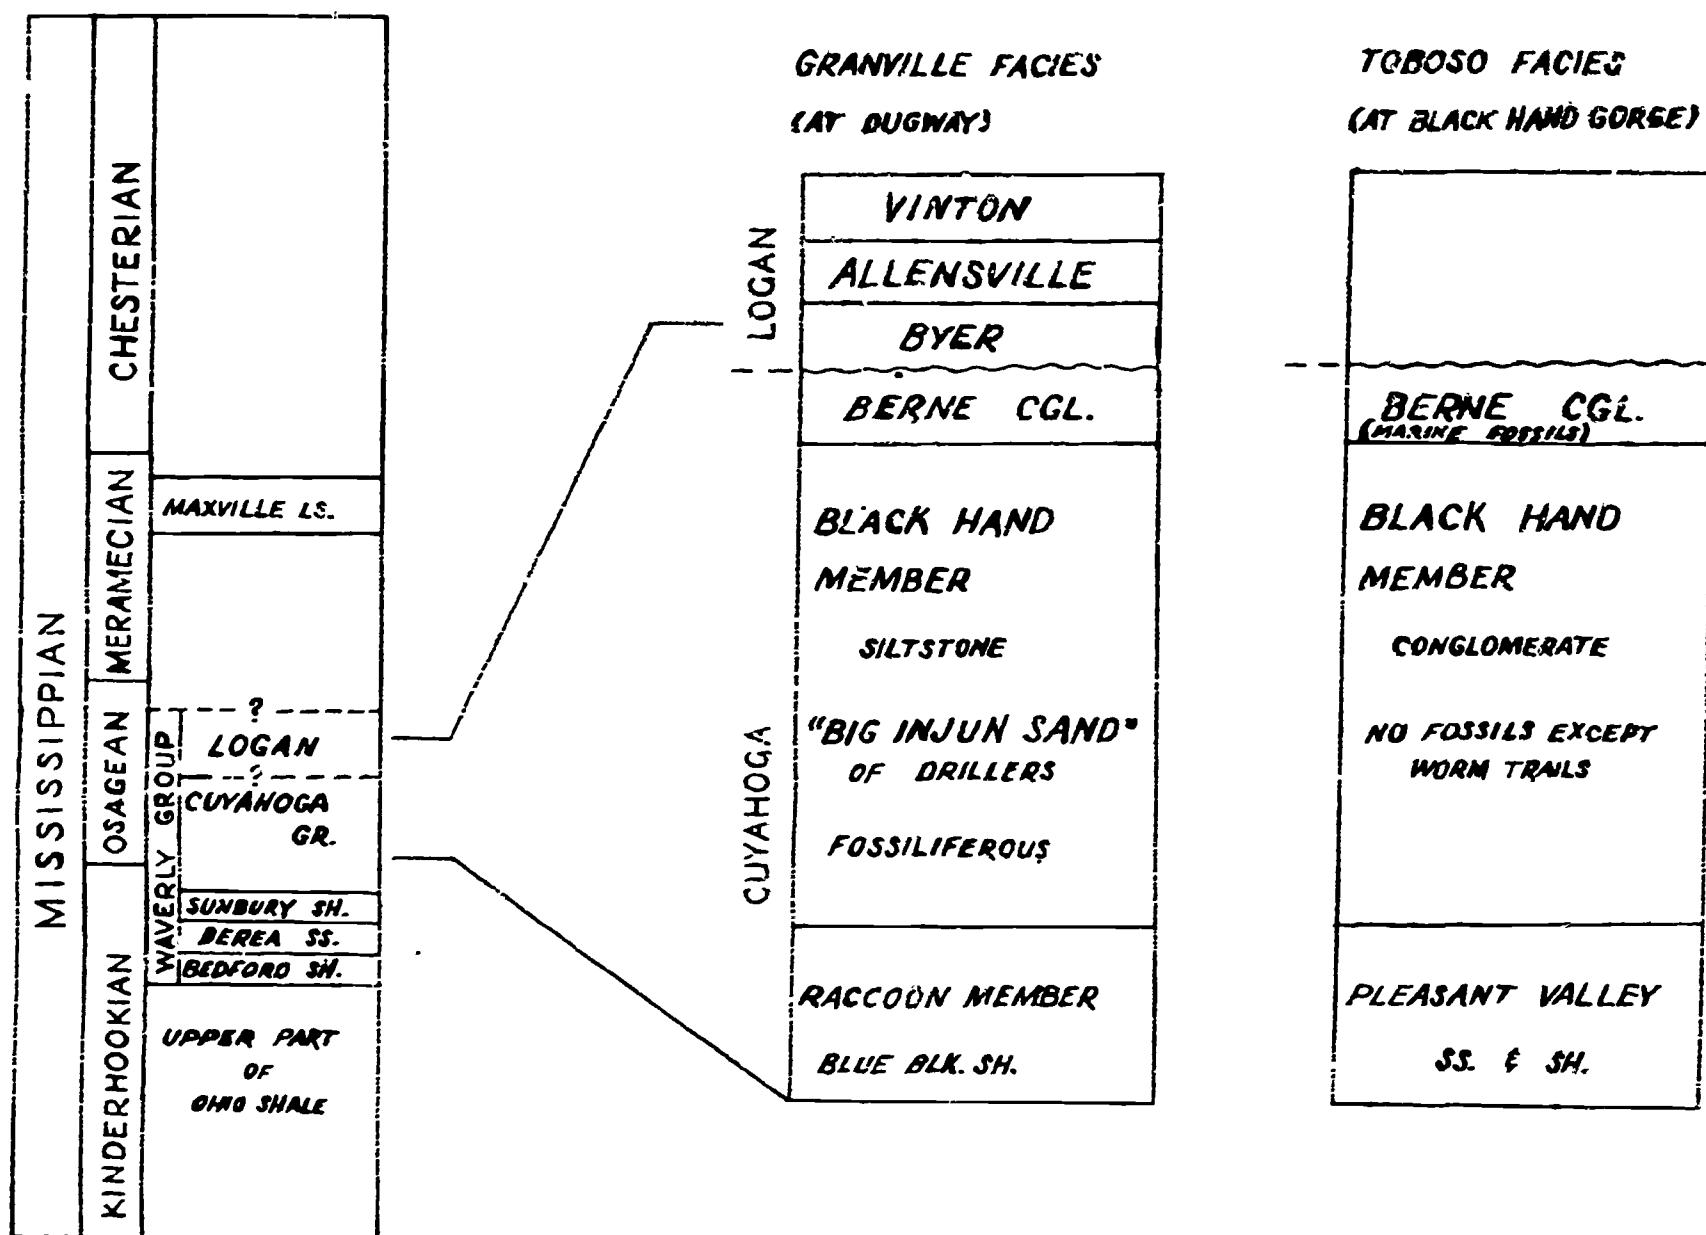 MISSISSIPPIAN
CHESTERIAN
MERAMECIAN
OSAGEAN
KINDERHOOKIAN
MAXVILLE LS.
?
WAVERLY GROUP
LOGAN
?
CUYAHOGA
GR.
SUNBURY SH.
BEREA SS.
BEDFORD SH.
UPPER PART
OF
OHIO SHALE
GRANVILLE FACIES
(AT DUGWAY)
LOGAN
VINTON
ALLENSVILLE
BYER
CUYAHOGA
BERNE CGL.
BLACK HAND
MEMBER
SILTSTONE
"BIG INJUN SAND"
OF DRILLERS
FOSSILIFEROUS
RACCOON MEMBER
BLUE BLK. SH.
TOBOSO FACIES
(AT BLACK HAND GORGE)
BERNE CGL.
(MARINE FOSSILS)
BLACK HAND
MEMBER
CONGLOMERATE
NO FOSSILS EXCEPT
WORM TRAILS
PLEASANT VALLEY
SS. & SH.